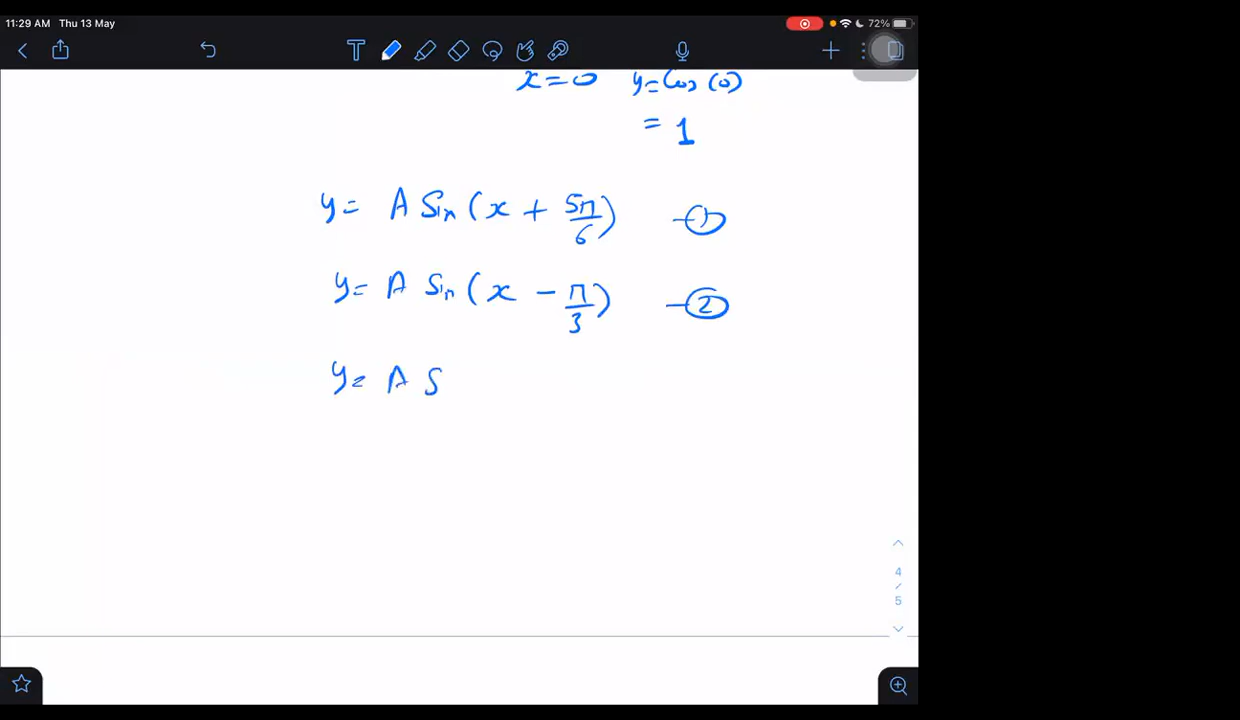 11:29 AM Thu 13 May 72%
T
x=0 y=Cos(0)
= 1
y= A Sin(x + 5π/6) —①
y= A Sin(x - π/3) —②
y= A S
4
/
5